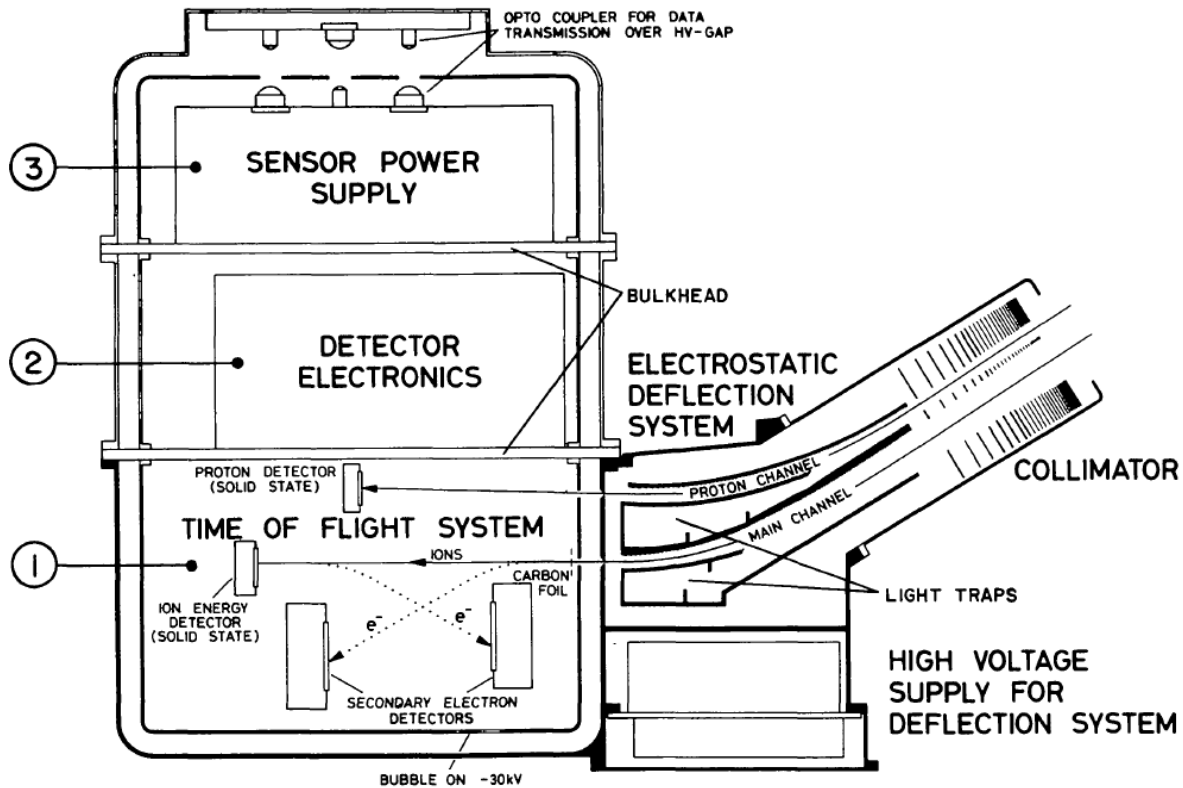 OPTO COUPLER FOR DATA
TRANSMISSION OVER HV-GAP
3
SENSOR POWER
SUPPLY
BULKHEAD
2
DETECTOR
ELECTRONICS
ELECTROSTATIC
DEFLECTION
SYSTEM
COLLIMATOR
PROTON DETECTOR
(SOLID STATE)
PROTON CHANNEL
MAIN CHANNEL
TIME OF FLIGHT SYSTEM
1
IONS
CARBON
FOIL
LIGHT TRAPS
ION ENERGY
DETECTOR
(SOLID STATE)
e-
e-
SECONDARY ELECTRON
DETECTORS
HIGH VOLTAGE
SUPPLY FOR
DEFLECTION SYSTEM
BUBBLE ON -30kV